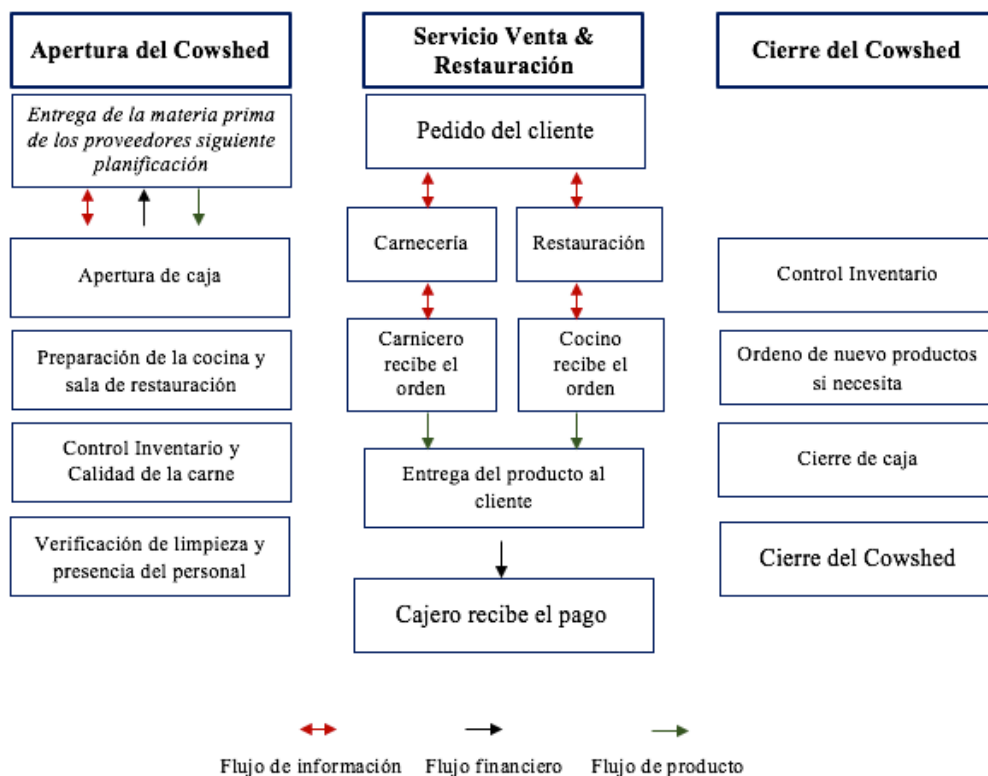 Apertura del Cowshed
Entrega de la materia prima
de los proveedores siguiente
planificación
Apertura de caja
Preparación de la cocina y
sala de restauración
Control Inventario y
Calidad de la carne
Verificación de limpieza y
presencia del personal
Servicio Venta &
Restauración
Pedido del cliente
Carnecería
Restauración
Carnicero
recibe el
orden
Cocino
recibe el
orden
Entrega del producto al
cliente
Cajero recibe el pago
Cierre del Cowshed
Control Inventario
Ordeno de nuevo productos
si necesita
Cierre de caja
Cierre del Cowshed
Flujo de información
Flujo financiero
Flujo de producto